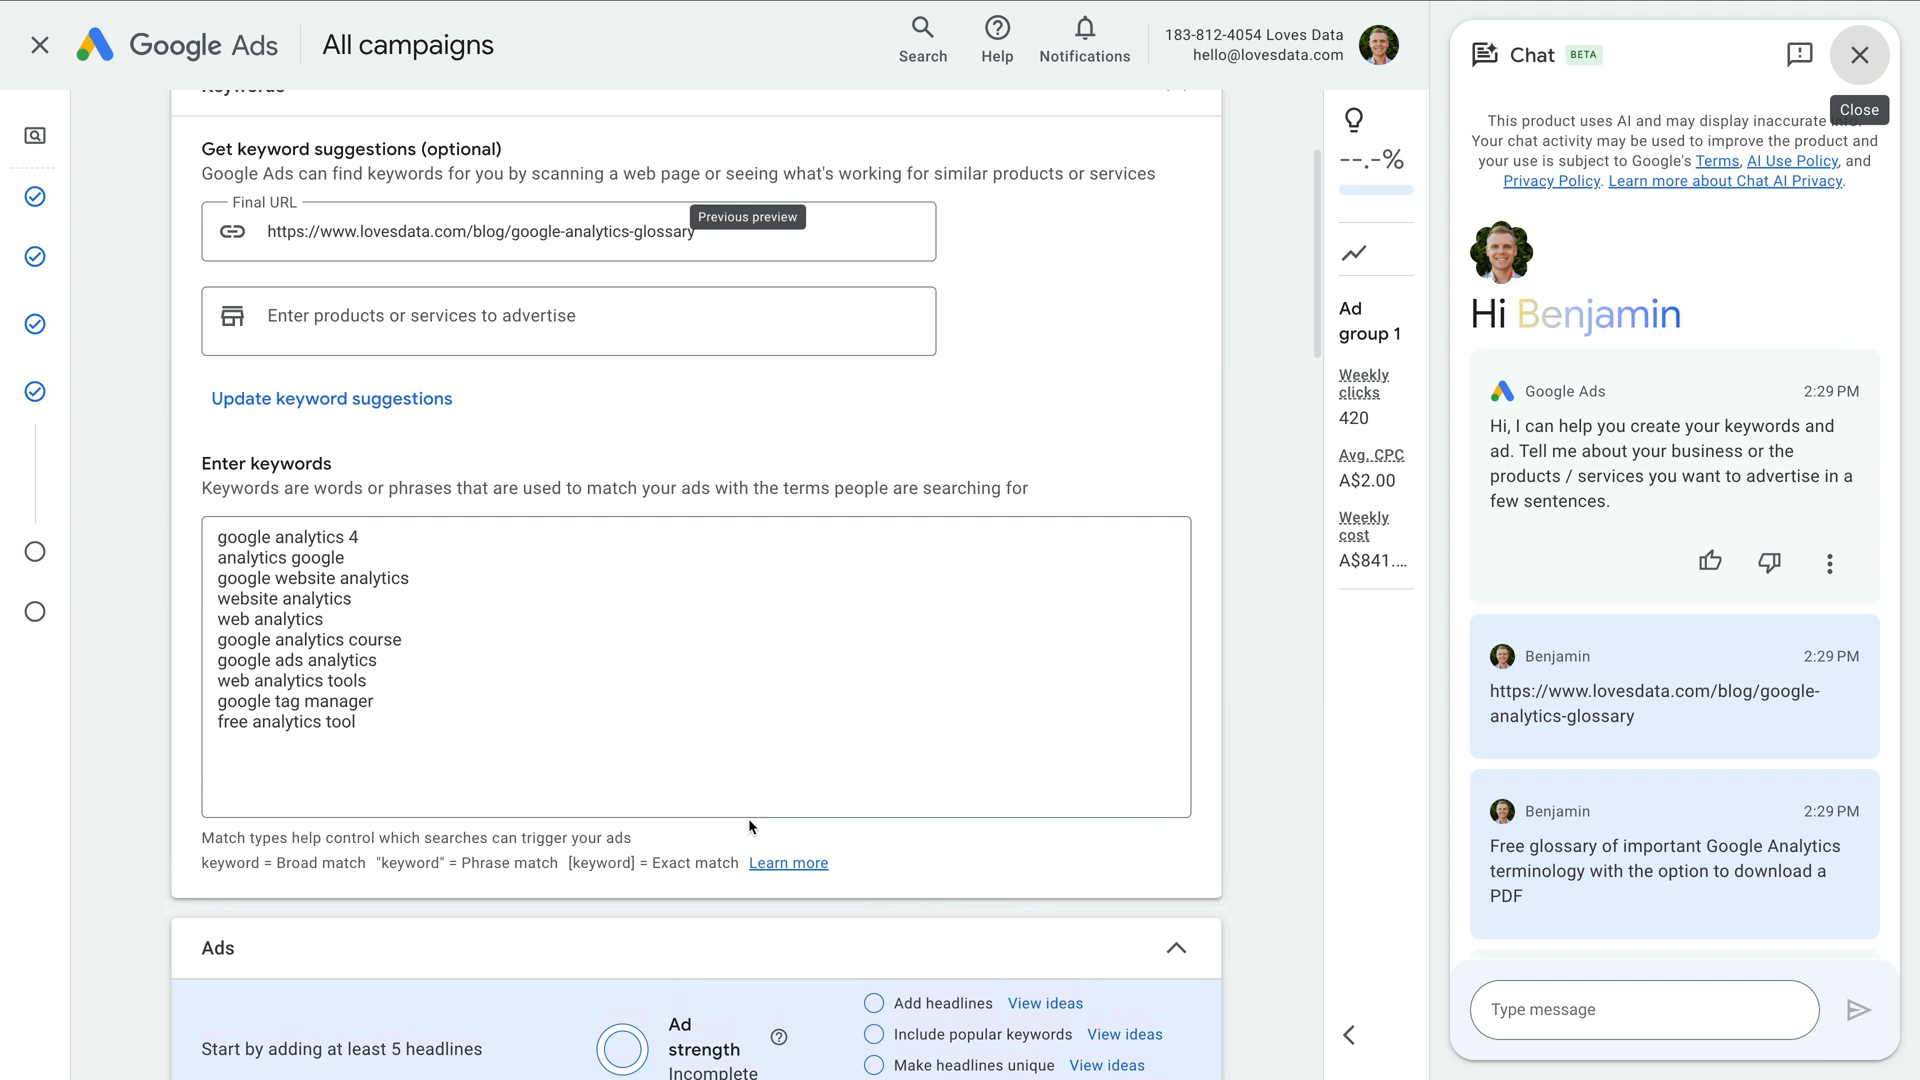 Google Ads
All campaigns
Search
Help
Notifications
183-812-4054 Loves Data
hello@lovesdata.com
Keywords
Get keyword suggestions (optional)
Google Ads can find keywords for you by scanning a web page or seeing what's working for similar products or services
Final URL
Previous preview
https://www.lovesdata.com/blog/google-analytics-glossary
Enter products or services to advertise
Update keyword suggestions
Enter keywords
Keywords are words or phrases that are used to match your ads with the terms people are searching for
google analytics 4
analytics google
google website analytics
website analytics
web analytics
google analytics course
google ads analytics
web analytics tools
google tag manager
free analytics tool
Match types help control which searches can trigger your ads
keyword = Broad match "keyword" = Phrase match [keyword] = Exact match Learn more
Ads
Start by adding at least 5 headlines
Ad
strength
Incomplete
Add headlines View ideas
Include popular keywords View ideas
Make headlines unique View ideas
--.-%
Ad
group 1
Weekly
clicks
420
Avg. CPC
A$2.00
Weekly
cost
A$841....
Chat BETA
Close
This product uses AI and may display inaccurate info.
Your chat activity may be used to improve the product and
your use is subject to Google's Terms, AI Use Policy, and
Privacy Policy. Learn more about Chat AI Privacy.
Hi Benjamin
Google Ads 2:29 PM
Hi, I can help you create your keywords and
ad. Tell me about your business or the
products / services you want to advertise in a
few sentences.
Benjamin 2:29 PM
https://www.lovesdata.com/blog/google-
analytics-glossary
Benjamin 2:29 PM
Free glossary of important Google Analytics
terminology with the option to download a
PDF
Type message